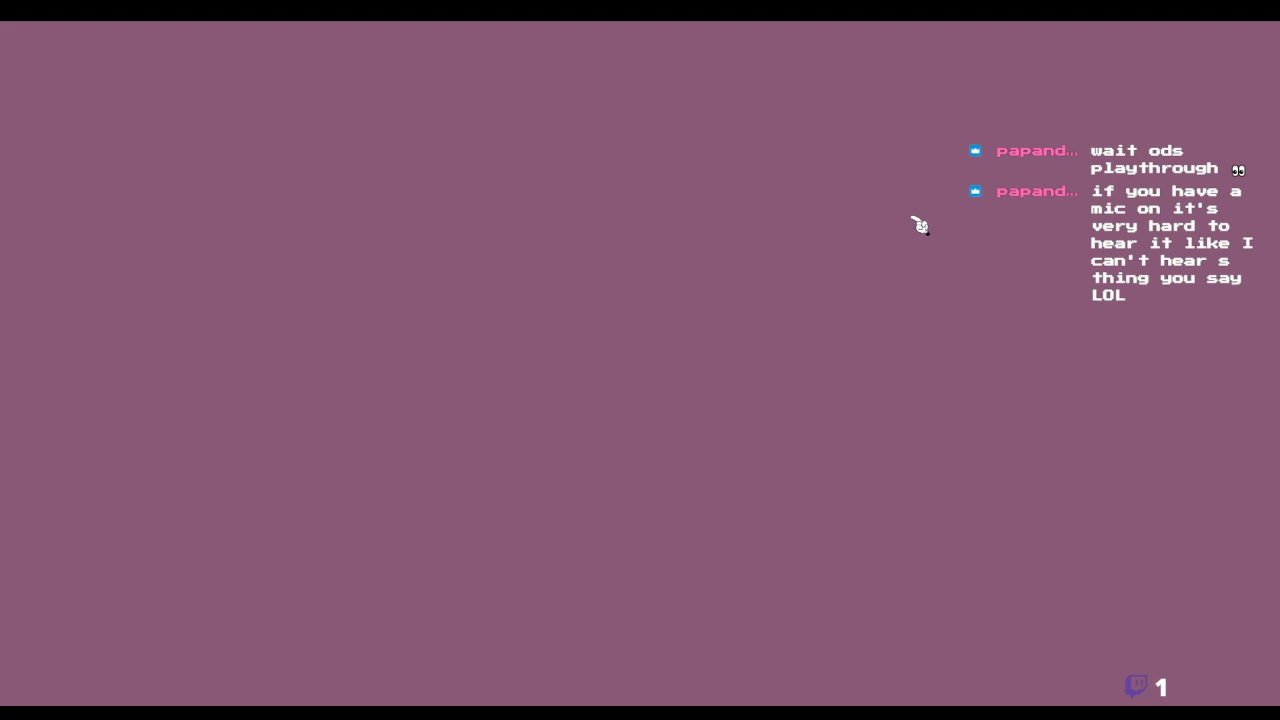 papand... wait ods
playthrough 👀
papand... if you have a
mic on it's
very hard to
hear it like I
can't hear s
thing you say
LOL
1